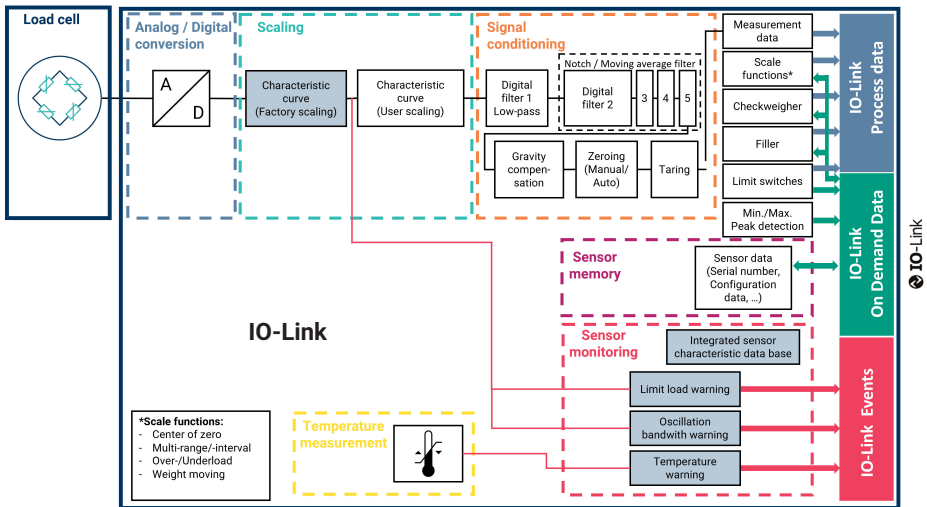 Load cell
Analog / Digital
conversion
A
D
Scaling
Characteristic
curve
(Factory scaling)
Characteristic
curve
(User scaling)
Signal
conditioning
Digital
filter 1
Low-pass
Notch / Moving average filter
Digital
filter 2
3
4
5
Gravity
compen-
sation
Zeroing
(Manual/
Auto)
Taring
Measurement
data
Scale
functions*
Checkweigher
Filler
Limit switches
Min./Max.
Peak detection
IO-Link
Process data
IO-Link
On Demand Data
IO-Link Events
IO-Link
Sensor
memory
Sensor data
(Serial number,
Configuration
data, ...)
IO-Link
Sensor
monitoring
Integrated sensor
characteristic data base
Limit load warning
Oscillation
bandwith warning
Temperature
warning
Temperature
measurement
*Scale functions:
- Center of zero
- Multi-range/-interval
- Over-/Underload
- Weight moving